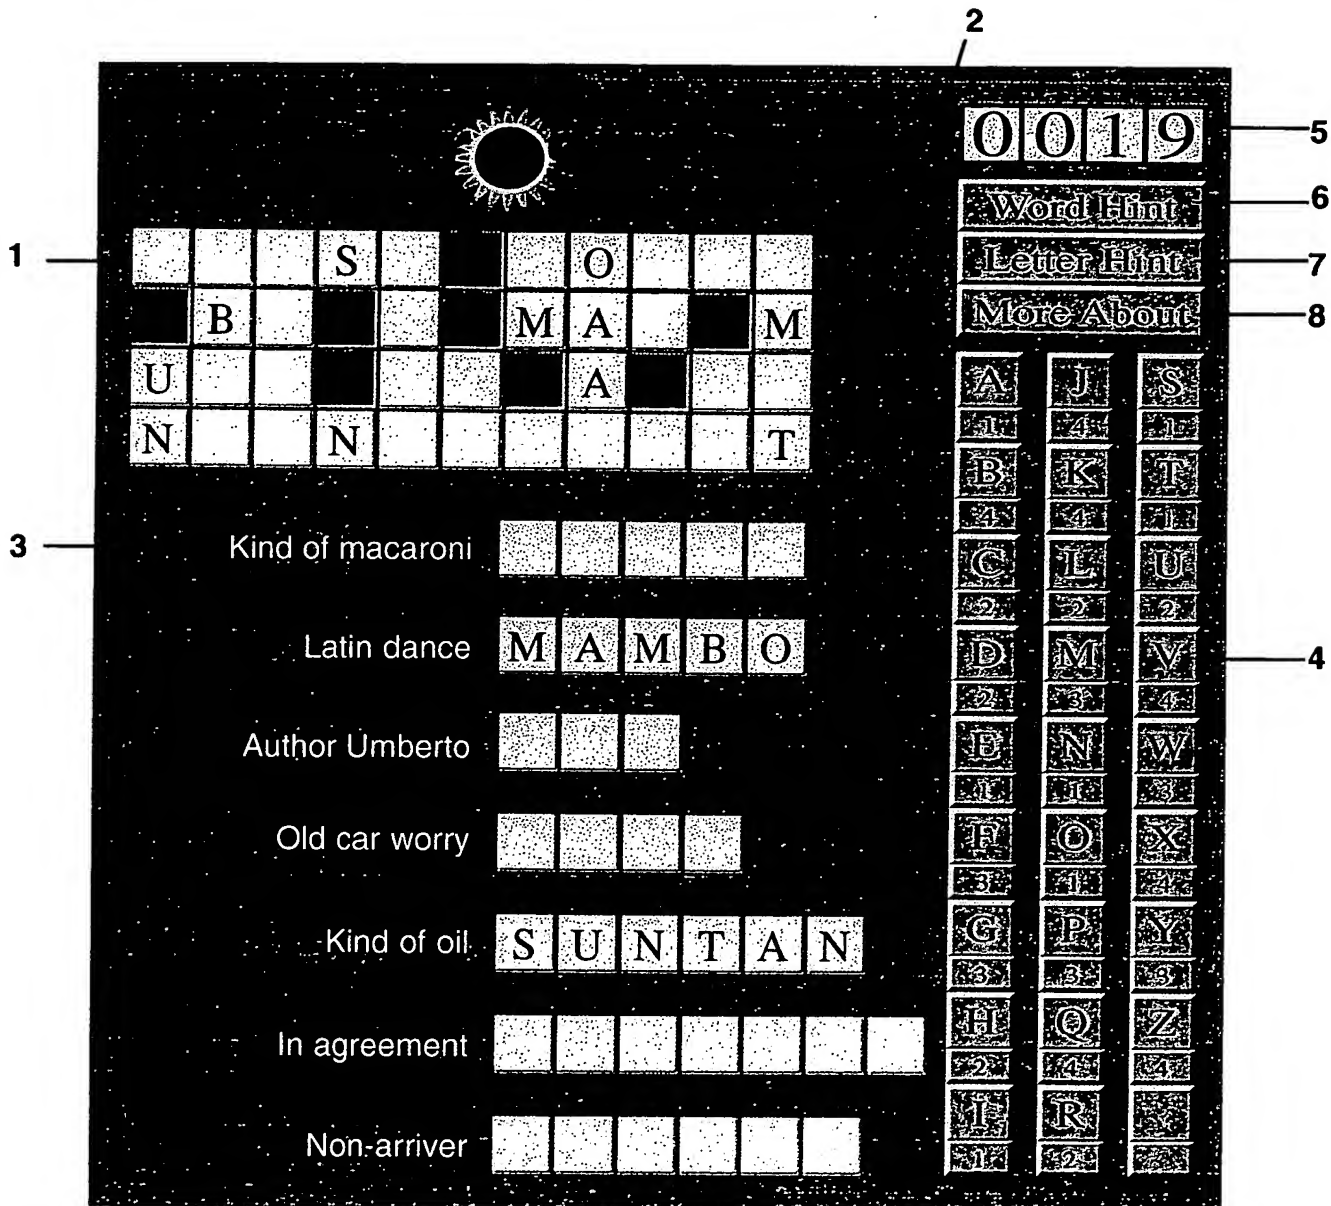 2
0019 5
Word Hint 6
1 S O Letter Hint 7
B M A M More About 8
U A
N N T
A J S
1 4 1
B K T
4 4 1
3 Kind of macaroni
C L U
2 2 2
Latin dance MAMBO
D M V 4
2 3 4
Author Umberto
E N W
1 1 3
Old car worry
F O X
3 1 4
Kind of oil SUNTAN
G P Y
3 3 3
In agreement
H Q Z
2 4 4
Non-arriver
I R
1 2